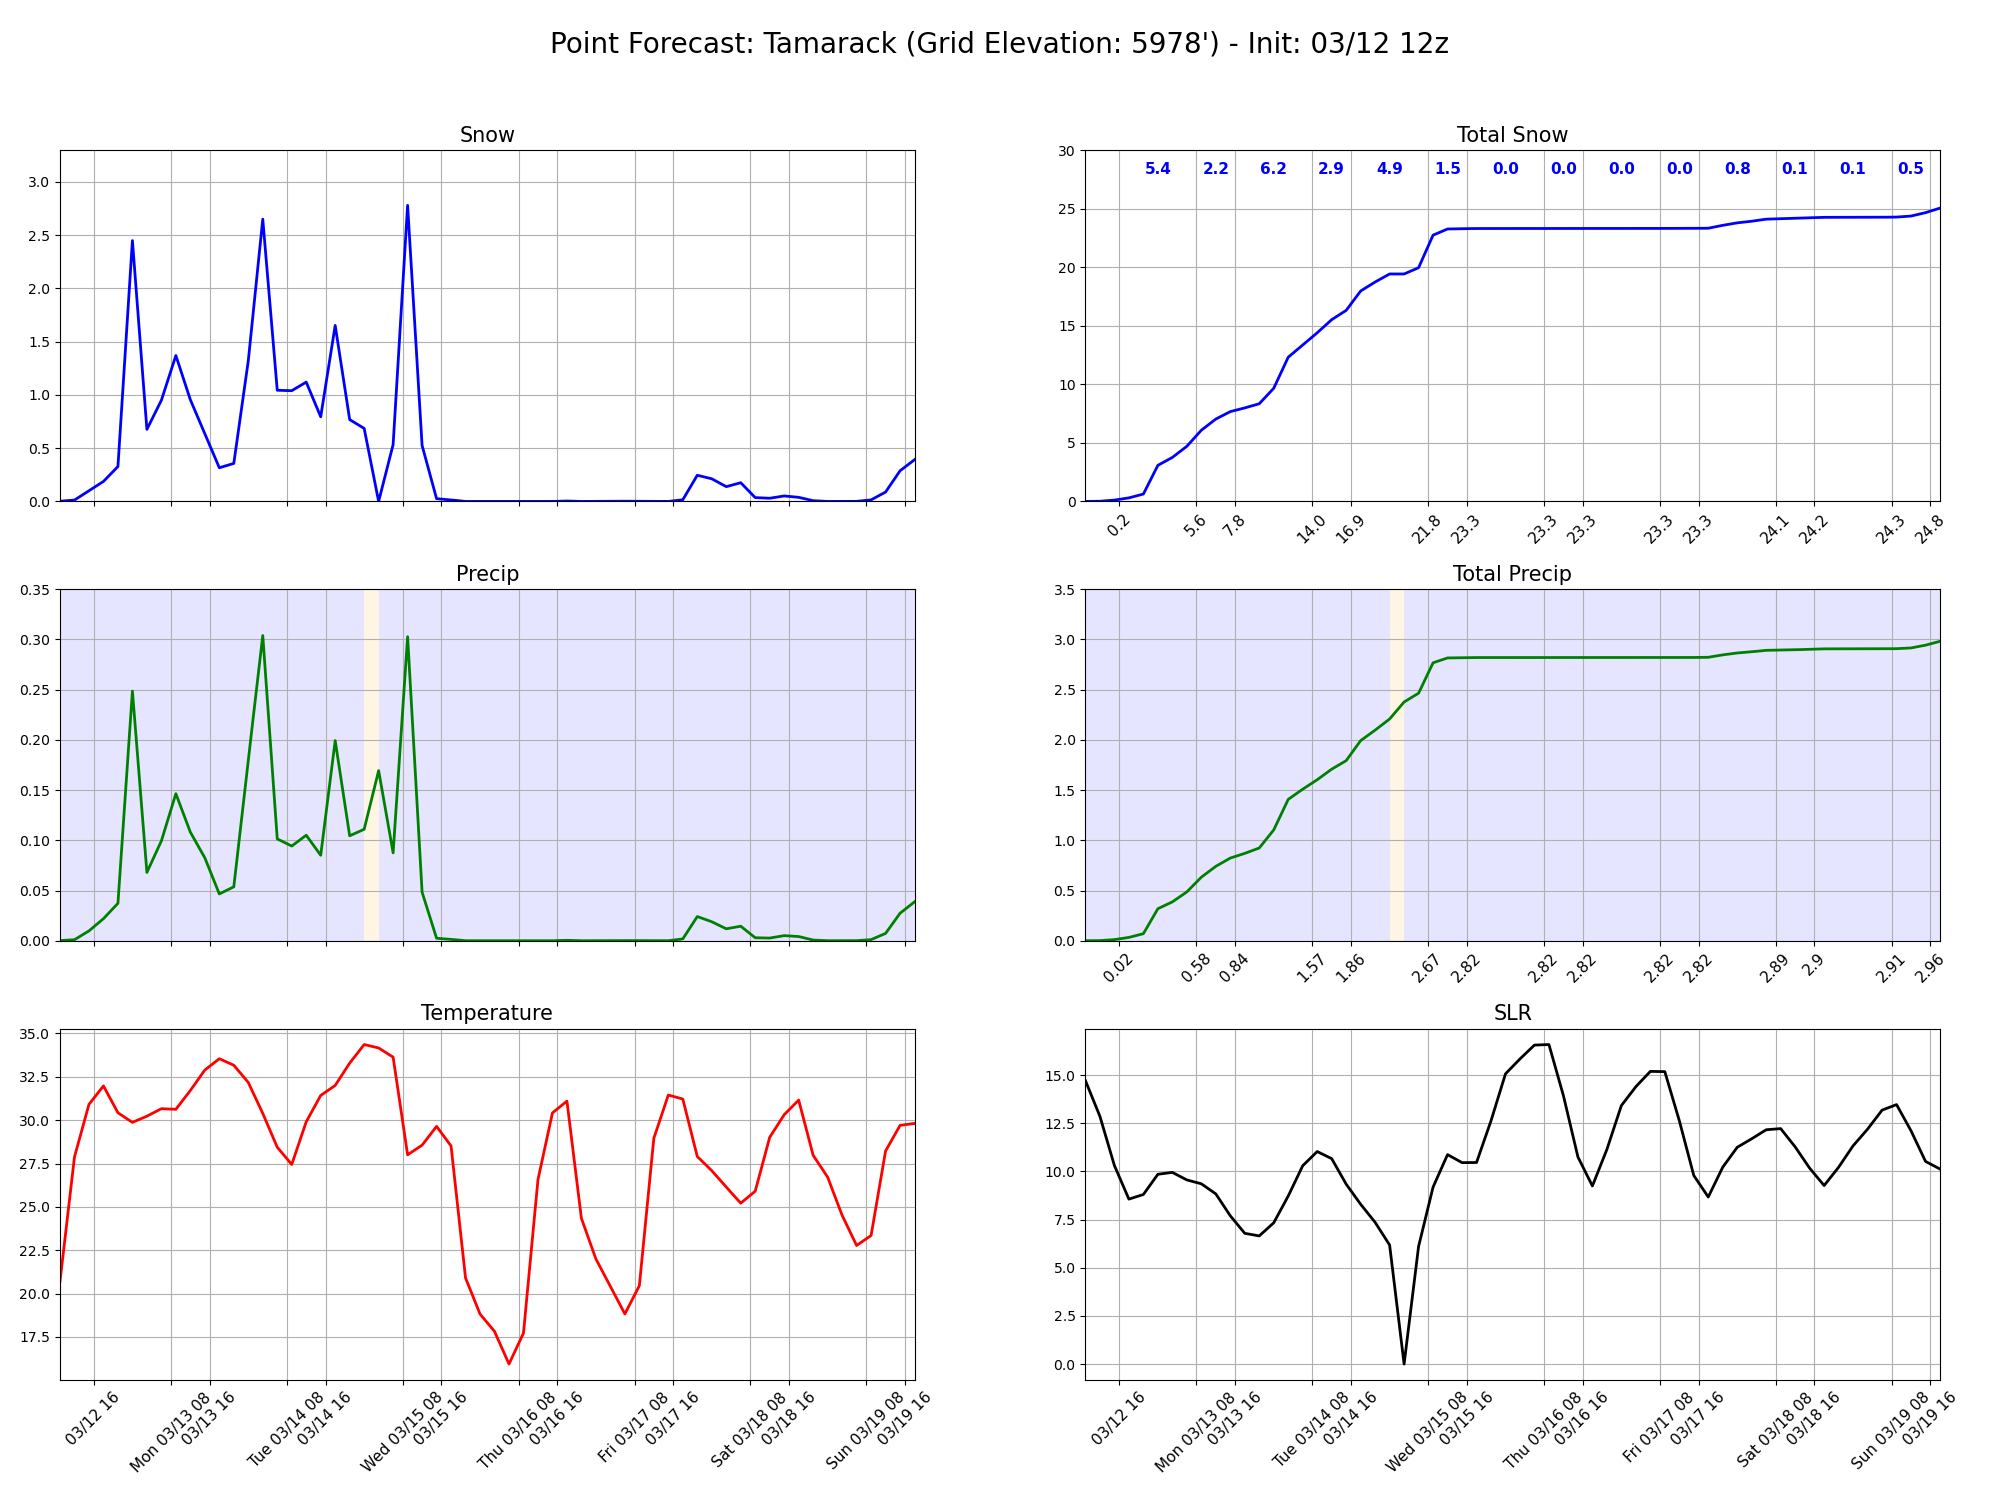 Point Forecast: Tamarack (Grid Elevation: 5978') - Init: 03/12 12z
Snow
3.0
2.5
2.0
1.5
1.0
0.5
0.0
Total Snow
30
25
20
15
10
5
0
5.4 2.2 6.2 2.9 4.9 1.5 0.0 0.0 0.0 0.0 0.8 0.1 0.1 0.5
0.2 5.6 7.8 14.0 16.9 21.8 23.3 23.3 23.3 23.3 23.3 24.1 24.2 24.3 24.8
Precip
0.35
0.30
0.25
0.20
0.15
0.10
0.05
0.00
Total Precip
3.5
3.0
2.5
2.0
1.5
1.0
0.5
0.0
0.02 0.58 0.84 1.57 1.86 2.67 2.82 2.82 2.82 2.82 2.82 2.89 2.9 2.91 2.96
Temperature
35.0
32.5
30.0
27.5
25.0
22.5
20.0
17.5
03/12 16
Mon 03/13 08
03/13 16
Tue 03/14 08
03/14 16
Wed 03/15 08
03/15 16
Thu 03/16 08
03/16 16
Fri 03/17 08
03/17 16
Sat 03/18 08
03/18 16
Sun 03/19 08
03/19 16
SLR
15.0
12.5
10.0
7.5
5.0
2.5
0.0
03/12 16
Mon 03/13 08
03/13 16
Tue 03/14 08
03/14 16
Wed 03/15 08
03/15 16
Thu 03/16 08
03/16 16
Fri 03/17 08
03/17 16
Sat 03/18 08
03/18 16
Sun 03/19 08
03/19 16